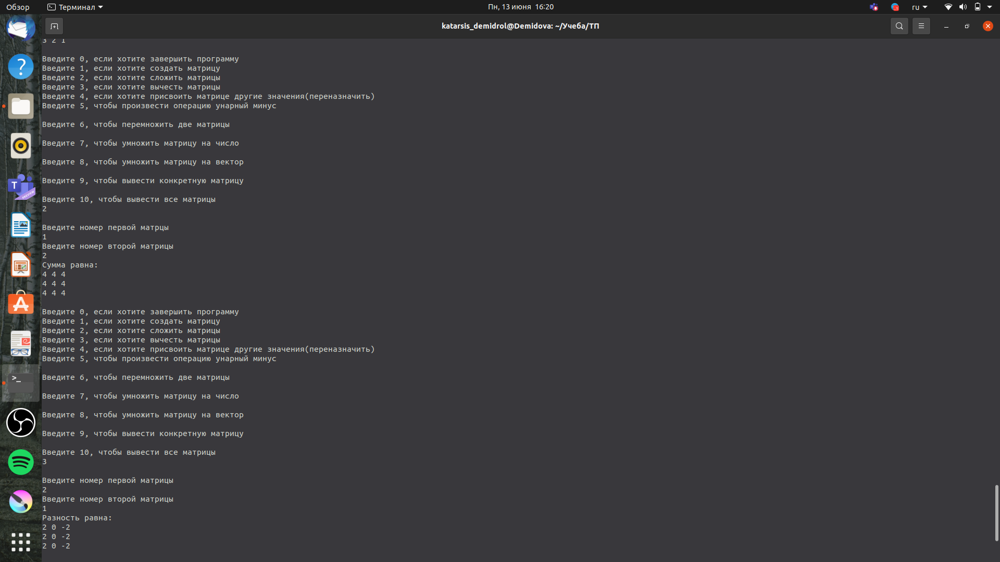 Обзор
Терминал
Пн, 13 июня 16:20
ru
katarsis_demidrol@Demidova: ~/Учеба/ТП
3 2 1
Введите 0, если хотите завершить программу
Введите 1, если хотите создать матрицу
Введите 2, если хотите сложить матрицы
Введите 3, если хотите вычесть матрицы
Введите 4, если хотите присвоить матрице другие значения(переназначить)
Введите 5, чтобы произвести операцию унарный минус
Введите 6, чтобы перемножить две матрицы
Введите 7, чтобы умножить матрицу на число
Введите 8, чтобы умножить матрицу на вектор
Введите 9, чтобы вывести конкретную матрицу
Введите 10, чтобы вывести все матрицы
2
Введите номер первой матрцы
1
Введите номер второй матрицы
2
Сумма равна:
4 4 4
4 4 4
4 4 4
Введите 0, если хотите завершить программу
Введите 1, если хотите создать матрицу
Введите 2, если хотите сложить матрицы
Введите 3, если хотите вычесть матрицы
Введите 4, если хотите присвоить матрице другие значения(переназначить)
Введите 5, чтобы произвести операцию унарный минус
Введите 6, чтобы перемножить две матрицы
Введите 7, чтобы умножить матрицу на число
Введите 8, чтобы умножить матрицу на вектор
Введите 9, чтобы вывести конкретную матрицу
Введите 10, чтобы вывести все матрицы
3
Введите номер первой матрицы
2
Введите номер второй матрицы
1
Разность равна:
2 0 -2
2 0 -2
2 0 -2
T
PREVIEW
>_